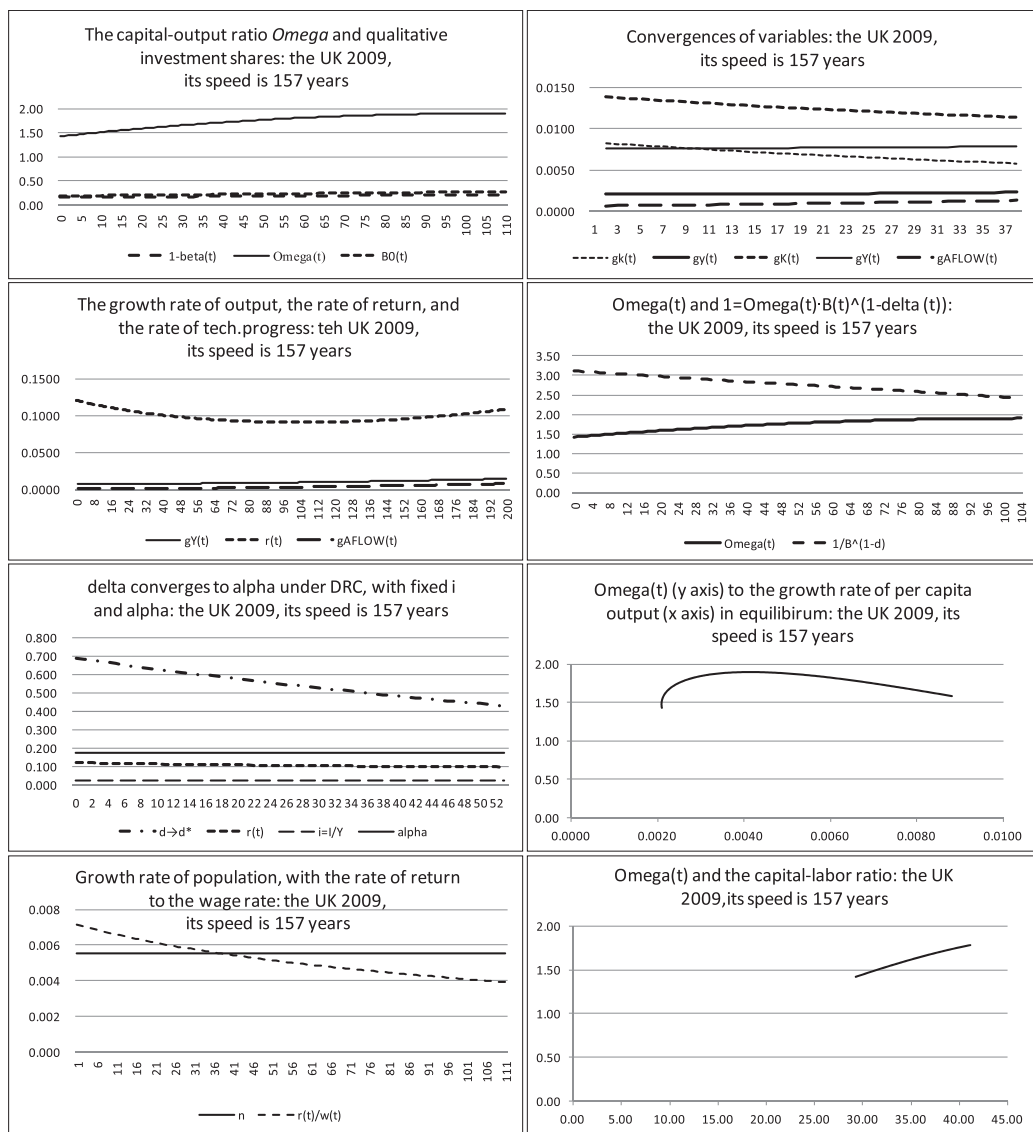 The capital-output ratio Omega and qualitative
investment shares: the UK 2009,
its speed is 157 years
2.00
1.50
1.00
0.50
0.00
0 5 10 15 20 25 30 35 40 45 50 55 60 65 70 75 80 85 90 95 100 105 110
1-beta(t) Omega(t) B0(t)
Convergences of variables: the UK 2009,
its speed is 157 years
0.0150
0.0100
0.0050
0.0000
1 3 5 7 9 11 13 15 17 19 21 23 25 27 29 31 33 35 37
gk(t) gy(t) gK(t) gY(t) gAFLOW(t)
The growth rate of output, the rate of return, and
the rate of tech.progress: teh UK 2009,
its speed is 157 years
0.1500
0.1000
0.0500
0.0000
0 8 16 24 32 40 48 56 64 72 80 88 96 104 112 120 128 136 144 152 160 168 176 184 192 200
gY(t) r(t) gAFLOW(t)
Omega(t) and 1=Omega(t)·B(t)^(1-delta (t)):
the UK 2009, its speed is 157 years
3.50
3.00
2.50
2.00
1.50
1.00
0.50
0.00
0 4 8 12 16 20 24 28 32 36 40 44 48 52 56 60 64 68 72 76 80 84 88 92 96 100 104
Omega(t) 1/B^(1-d)
delta converges to alpha under DRC, with fixed i
and alpha: the UK 2009, its speed is 157 years
0.800
0.700
0.600
0.500
0.400
0.300
0.200
0.100
0.000
0 2 4 6 8 10 12 14 16 18 20 22 24 26 28 30 32 34 36 38 40 42 44 46 48 50 52
d→d* r(t) i=I/Y alpha
Omega(t) (y axis) to the growth rate of per capita
output (x axis) in equilibirum: the UK 2009, its
speed is 157 years
2.00
1.50
1.00
0.50
0.00
0.0000 0.0020 0.0040 0.0060 0.0080 0.0100
Growth rate of population, with the rate of return
to the wage rate: the UK 2009,
its speed is 157 years
0.008
0.006
0.004
0.002
0.000
1 6 11 16 21 26 31 36 41 46 51 56 61 66 71 76 81 86 91 96 101 106 111
n r(t)/w(t)
Omega(t) and the capital-labor ratio: the UK
2009,its speed is 157 years
2.00
1.50
1.00
0.50
0.00
0.00 5.00 10.00 15.00 20.00 25.00 30.00 35.00 40.00 45.00